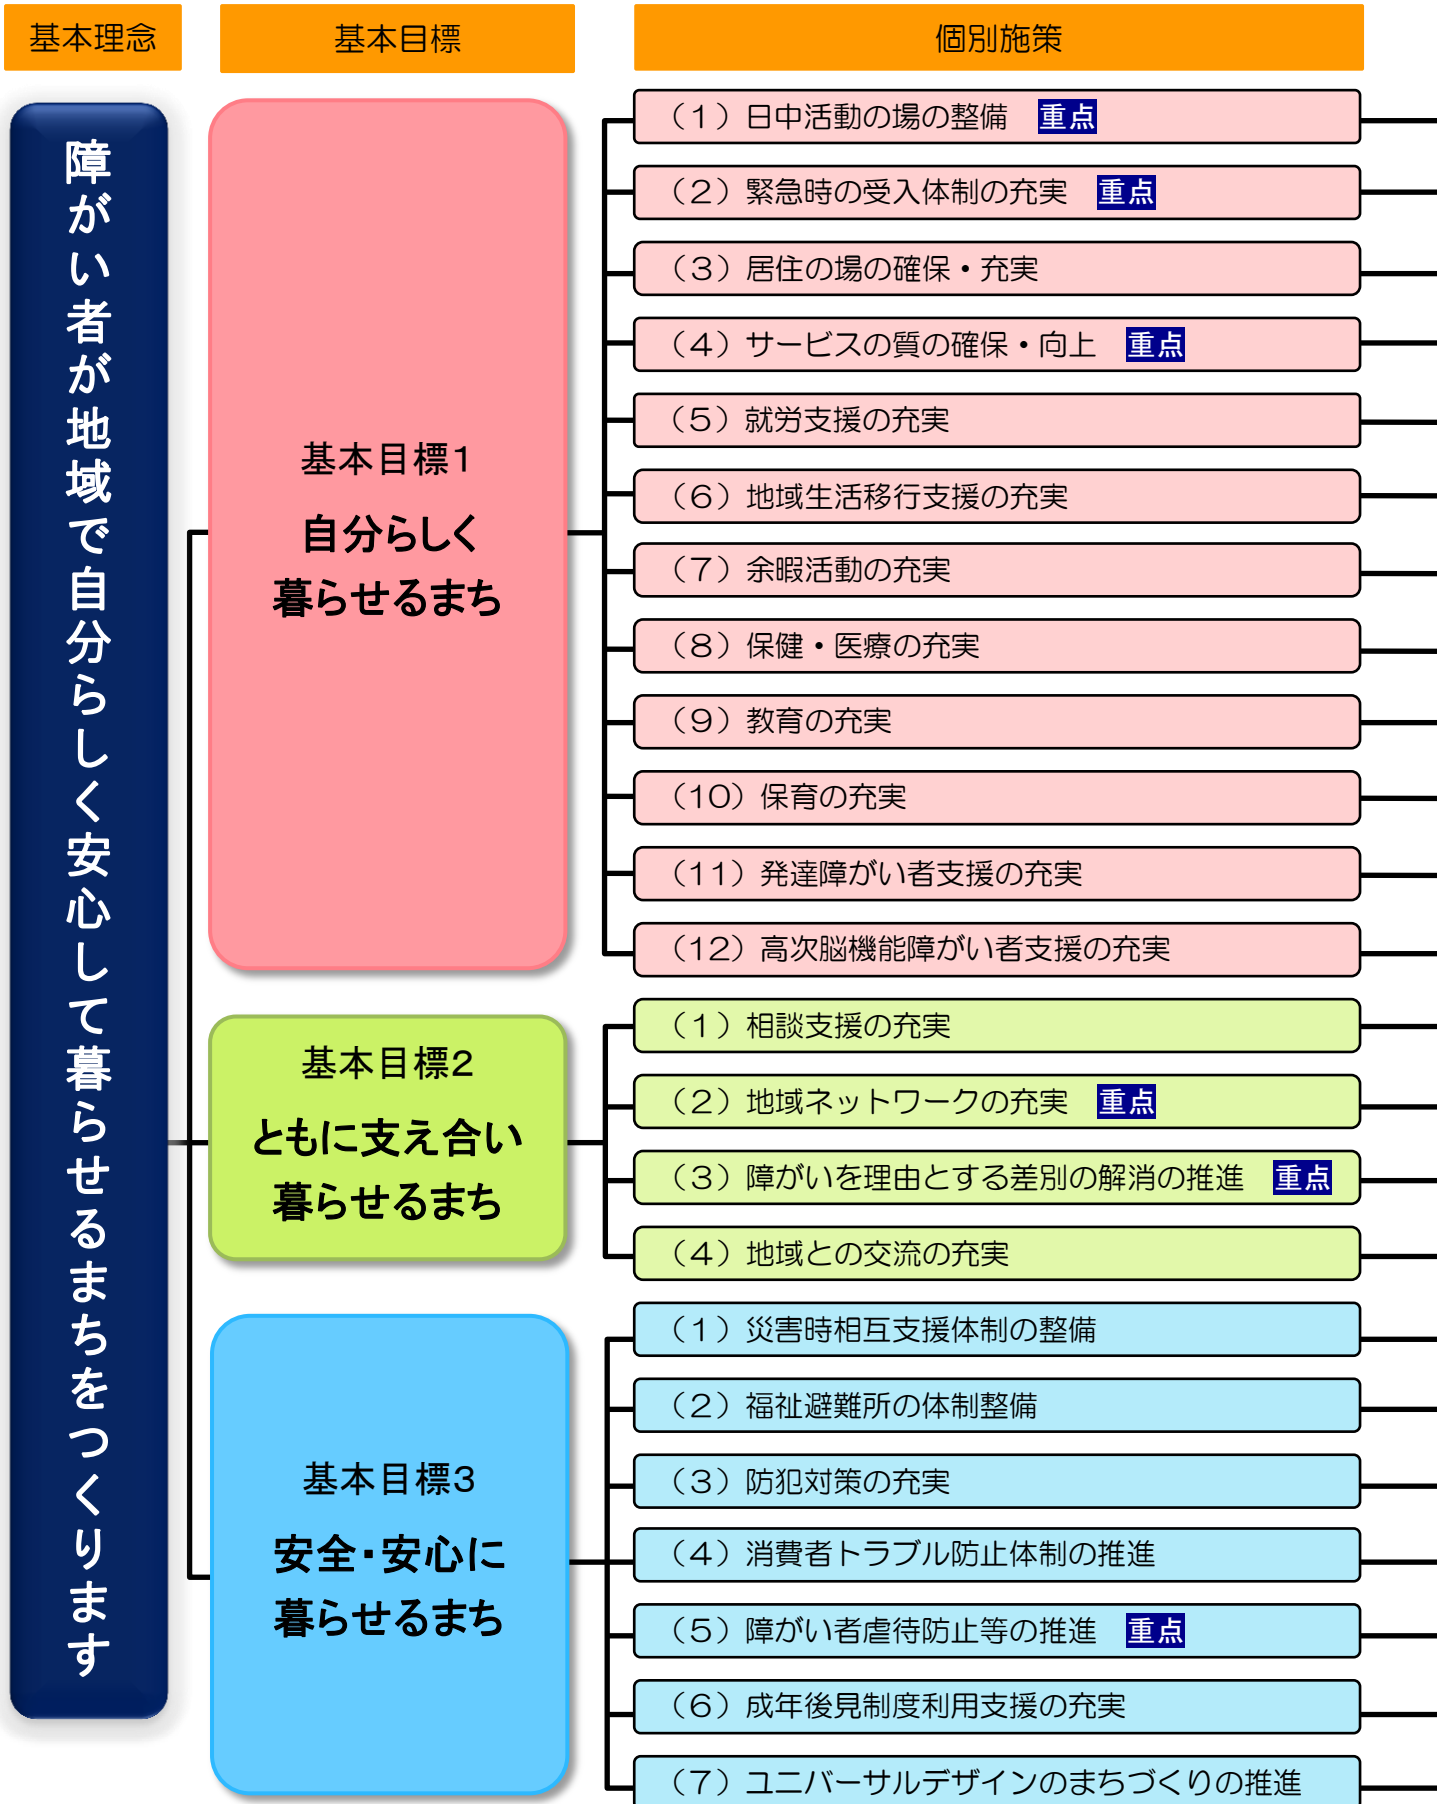 基本理念
基本目標
個別施策
障がい者が地域で自分らしく安心して暮らせるまちをつくります
基本目標1
自分らしく
暮らせるまち
（1）日中活動の場の整備　重点
（2）緊急時の受入体制の充実　重点
（3）居住の場の確保・充実
（4）サービスの質の確保・向上　重点
（5）就労支援の充実
（6）地域生活移行支援の充実
（7）余暇活動の充実
（8）保健・医療の充実
（9）教育の充実
（10）保育の充実
（11）発達障がい者支援の充実
（12）高次脳機能障がい者支援の充実
基本目標2
ともに支え合い
暮らせるまち
（1）相談支援の充実
（2）地域ネットワークの充実　重点
（3）障がいを理由とする差別の解消の推進　重点
（4）地域との交流の充実
基本目標3
安全・安心に
暮らせるまち
（1）災害時相互支援体制の整備
（2）福祉避難所の体制整備
（3）防犯対策の充実
（4）消費者トラブル防止体制の推進
（5）障がい者虐待防止等の推進　重点
（6）成年後見制度利用支援の充実
（7）ユニバーサルデザインのまちづくりの推進